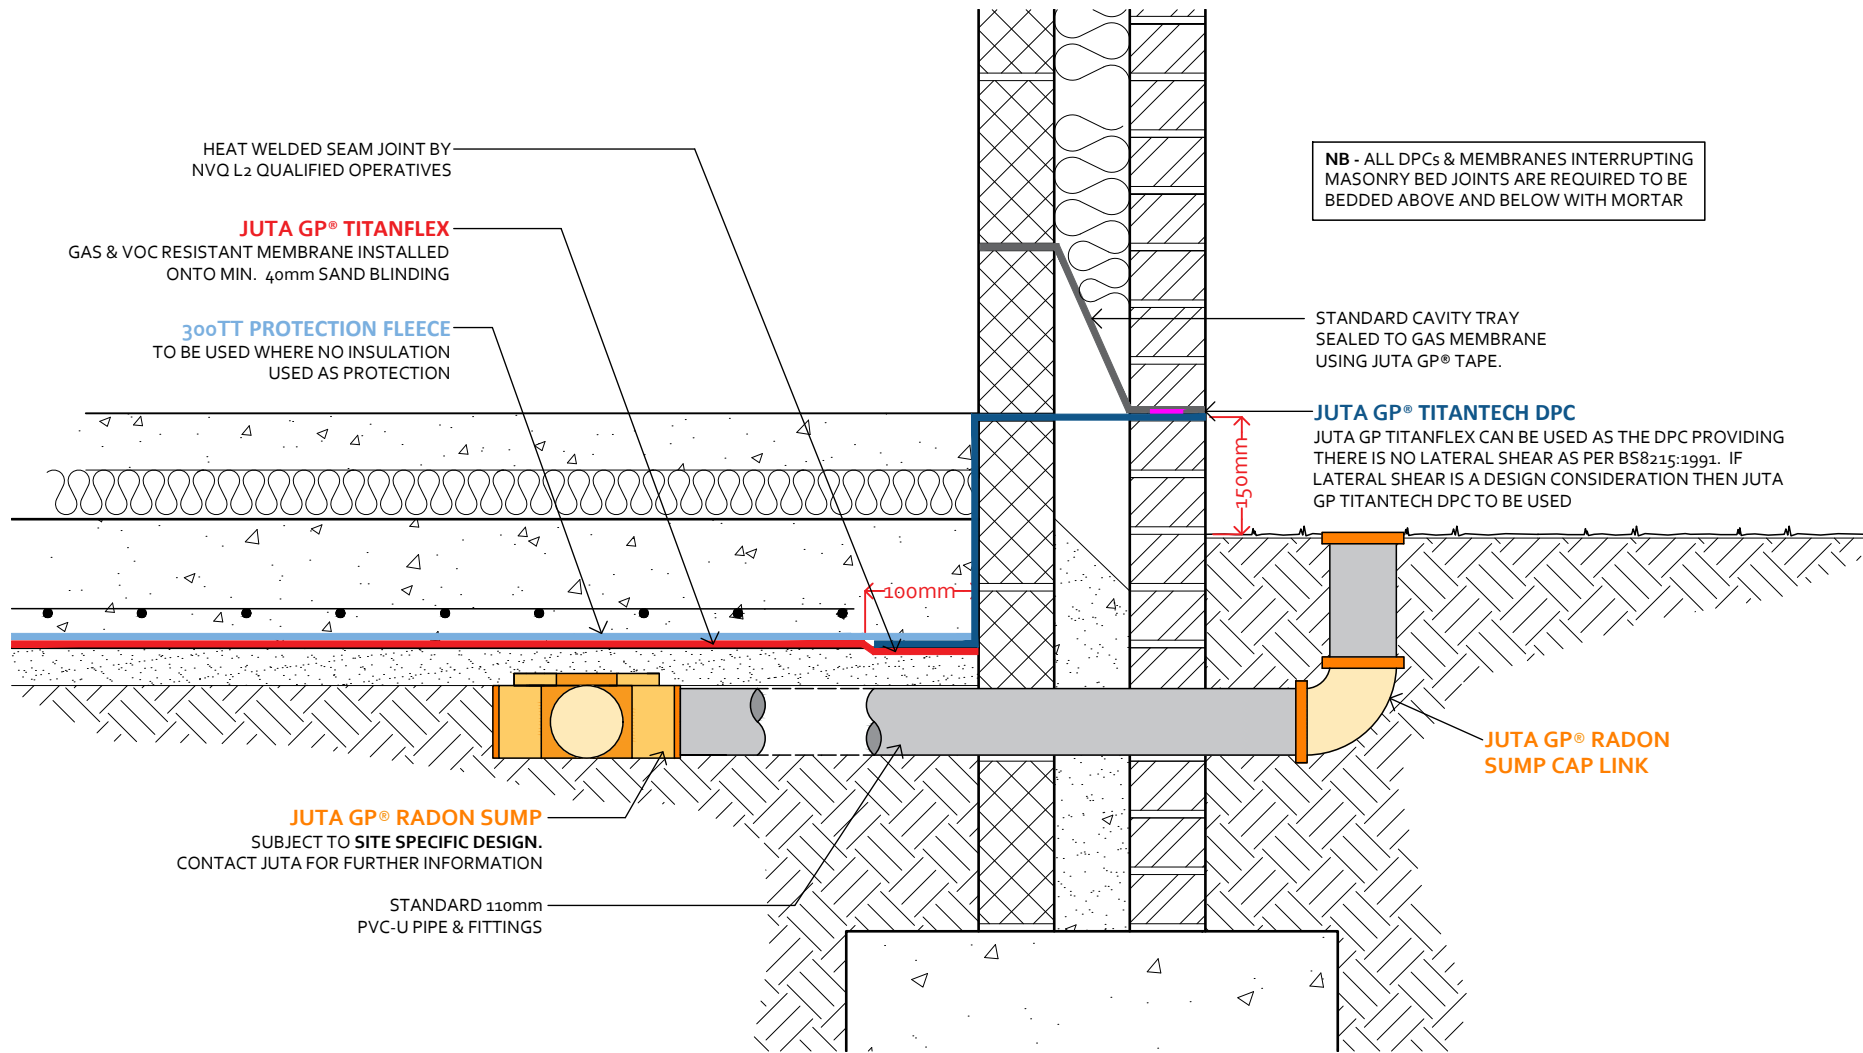 HEAT WELDED SEAM JOINT BY
NVQ L2 QUALIFIED OPERATIVES
JUTA GP® TITANFLEX
GAS & VOC RESISTANT MEMBRANE INSTALLED
ONTO MIN. 40mm SAND BLINDING
300TT PROTECTION FLEECE
TO BE USED WHERE NO INSULATION
USED AS PROTECTION
NB - ALL DPCs & MEMBRANES INTERRUPTING
MASONRY BED JOINTS ARE REQUIRED TO BE
BEDDED ABOVE AND BELOW WITH MORTAR
STANDARD CAVITY TRAY
SEALED TO GAS MEMBRANE
USING JUTA GP® TAPE.
JUTA GP® TITANTECH DPC
JUTA GP TITANFLEX CAN BE USED AS THE DPC PROVIDING
THERE IS NO LATERAL SHEAR AS PER BS8215:1991. IF
LATERAL SHEAR IS A DESIGN CONSIDERATION THEN JUTA
GP TITANTECH DPC TO BE USED
150mm
100mm
JUTA GP® RADON
SUMP CAP LINK
JUTA GP® RADON SUMP
SUBJECT TO SITE SPECIFIC DESIGN.
CONTACT JUTA FOR FURTHER INFORMATION
STANDARD 110mm
PVC-U PIPE & FITTINGS